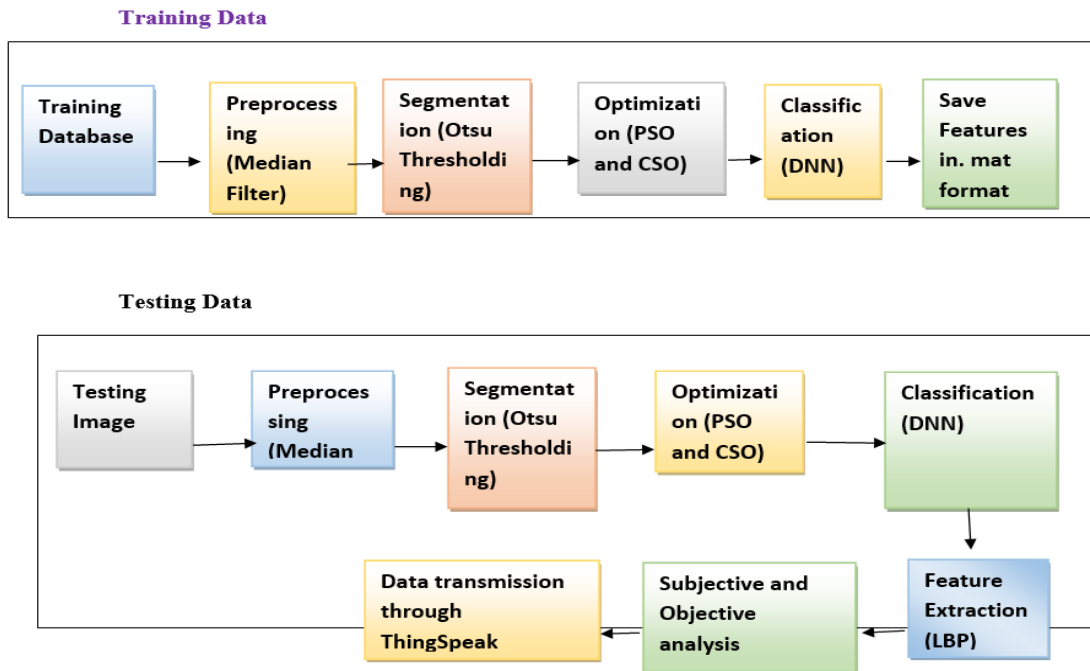 Training Data
Training
Database
Preprocess
ing
(Median
Filter)
Segmentat
ion (Otsu
Thresholdi
ng)
Optimizati
on (PSO
and CSO)
Classific
ation
(DNN)
Save
Features
in. mat
format
Testing Data
Testing
Image
Preproces
sing
(Median
Segmentat
ion (Otsu
Thresholdi
ng)
Optimizati
on (PSO
and CSO)
Classification
(DNN)
Feature
Extraction
(LBP)
Subjective and
Objective
analysis
Data transmission
through
ThingSpeak